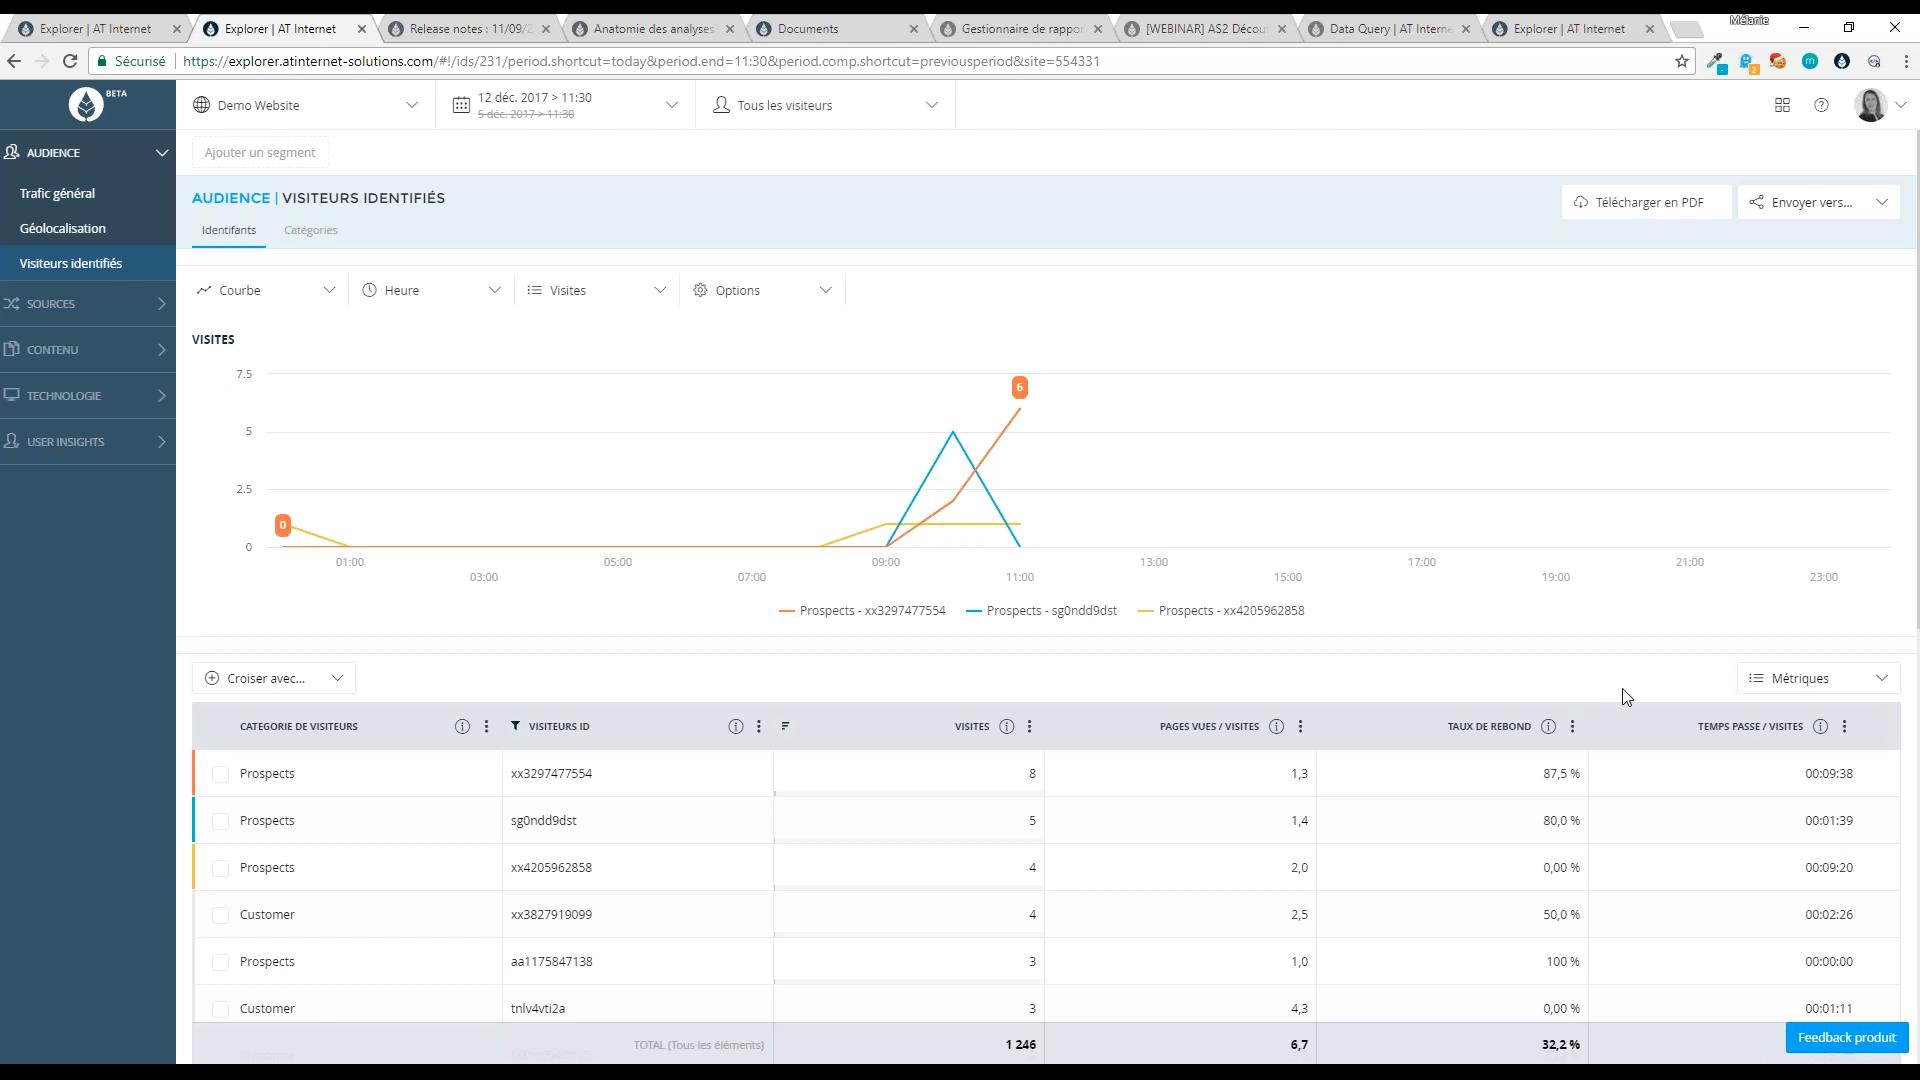 Explorer | AT Internet
Explorer | AT Internet
Release notes : 11/09/2
Anatomie des analyses
Documents
Gestionnaire de rappor
[WEBINAR] AS2 Décou
Data Query | AT Interne
Explorer | AT Internet
Mélanie
Sécurisé
https://explorer.atinternet-solutions.com/#!/ids/231/period.shortcut=today&period.end=11:30&period.comp.shortcut=previousperiod&site=554331
BETA
Demo Website
12 déc. 2017 > 11:30
5 déc. 2017 > 11:30
Tous les visiteurs
AUDIENCE
Trafic général
Géolocalisation
Visiteurs identifiés
SOURCES
CONTENU
TECHNOLOGIE
USER INSIGHTS
Ajouter un segment
AUDIENCE | VISITEURS IDENTIFIÉS
Télécharger en PDF
Envoyer vers...
Identifants
Catégories
Courbe
Heure
Visites
Options
VISITES
7.5
5
2.5
0
6
0
01:00
03:00
05:00
07:00
09:00
11:00
13:00
15:00
17:00
19:00
21:00
23:00
Prospects - xx3297477554
Prospects - sg0ndd9dst
Prospects - xx4205962858
Croiser avec...
Métriques
CATEGORIE DE VISITEURS VISITEURS ID VISITES PAGES VUES / VISITES TAUX DE REBOND TEMPS PASSE / VISITES
Prospects xx3297477554 8 1,3 87,5 % 00:09:38
Prospects sg0ndd9dst 5 1,4 80,0 % 00:01:39
Prospects xx4205962858 4 2,0 0,00 % 00:09:20
Customer xx3827919099 4 2,5 50,0 % 00:02:26
Prospects aa1175847138 3 1,0 100 % 00:00:00
Customer tnlv4vti2a 3 4,3 0,00 % 00:01:11
TOTAL (Tous les éléments) 1 246 6,7 32,2 %
Feedback produit